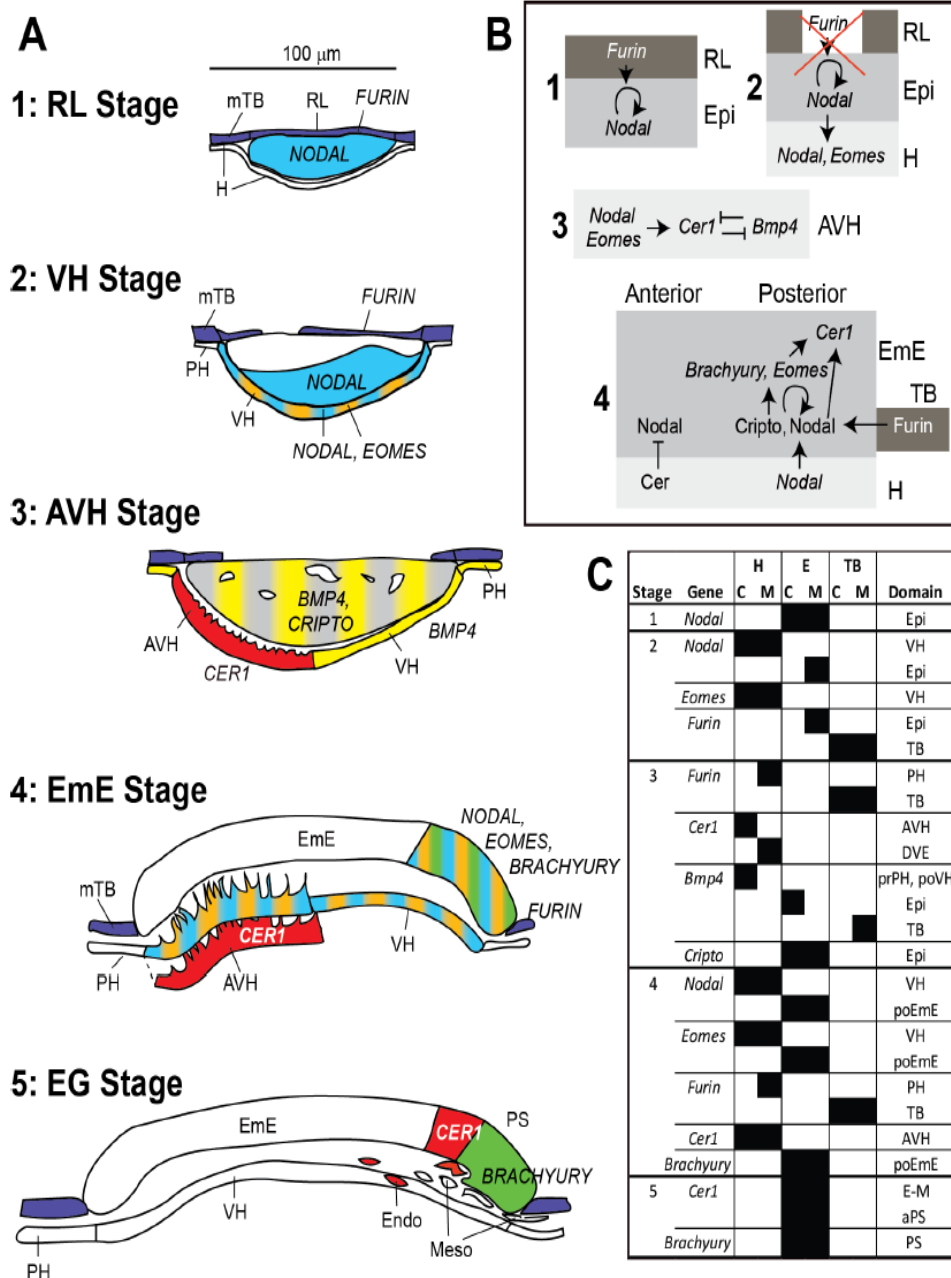 A
100 μm
1: RL Stage
mTB
RL
FURIN
NODAL
H
2: VH Stage
mTB
FURIN
PH
NODAL
VH
NODAL, EOMES
3: AVH Stage
BMP4,
CRIPTO
PH
AVH
BMP4
CER1
VH
4: EmE Stage
NODAL,
EOMES,
BRACHYURY
EmE
mTB
FURIN
CER1
VH
PH
AVH
5: EG Stage
EmE
CER1
PS
BRACHYURY
VH
Endo
Meso
PH
B
1
Furin
RL
Nodal
Epi
2
Furin
RL
Nodal
Epi
Nodal, Eomes
H
3
Nodal
Eomes
Cer1
Bmp4
AVH
Anterior
Posterior
Cer1
EmE
Brachyury, Eomes
TB
4
Nodal
Cripto, Nodal
Furin
Cer
Nodal
H
C
H E TB
Stage Gene C M C M C M Domain
1 Nodal Epi
2 Nodal VH
Epi
Eomes VH
Furin Epi
TB
3 Furin PH
TB
Cer1 AVH
DVE
Bmp4 prPH, poVH
Epi
TB
Cripto Epi
4 Nodal VH
poEmE
Eomes VH
poEmE
Furin PH
TB
Cer1 AVH
Brachyury poEmE
5 Cer1 E-M
aPS
Brachyury PS